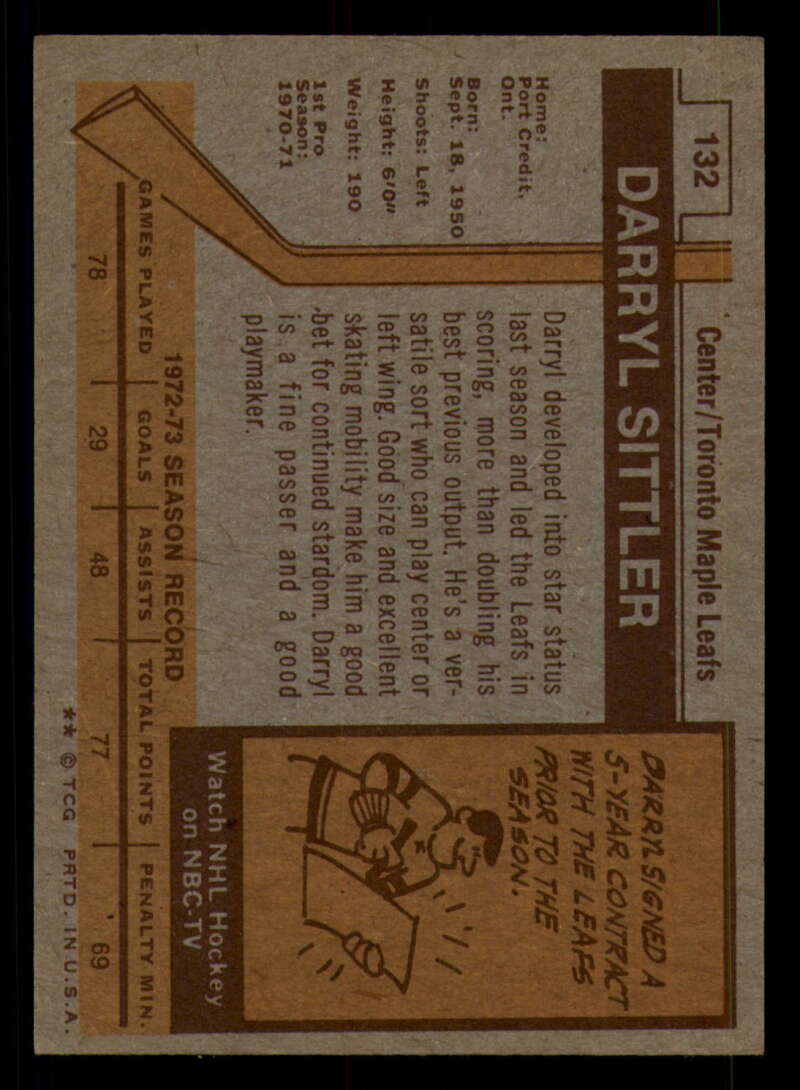 132
Center/Toronto Maple Leafs
DARRYL SITTLER
Home:
Port Credit,
Ont.
Born:
Sept. 18, 1950
Shoots: Left
Height: 6'0"
Weight: 190
1st Pro
Season:
1970-71
Darryl developed into star status
last season and led the Leafs in
scoring, more than doubling his
best previous output. He's a ver-
satile sort who can play center or
left wing. Good size and excellent
skating mobility make him a good
bet for continued stardom. Darryl
is a fine passer and a good
playmaker.
DARRYL SIGNED A
5-YEAR CONTRACT
WITH THE LEAFS
PRIOR TO THE
SEASON.
Watch NHL Hockey
on NBC-TV
1972-73 SEASON RECORD
GAMES PLAYED GOALS ASSISTS TOTAL POINTS PENALTY MIN.
78 29 48 77 69
** © TCG PRTD. IN U.S.A.